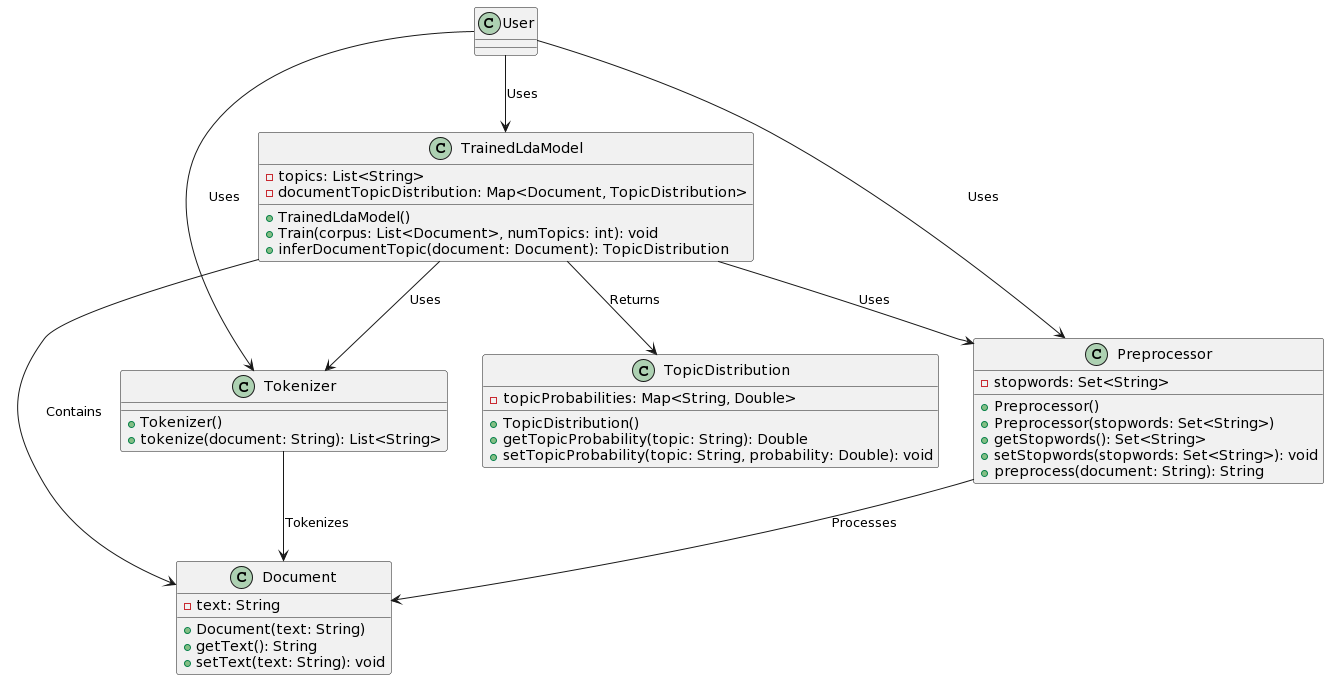 C User
Uses
C TrainedLdaModel
topics: List<String>
documentTopicDistribution: Map<Document, TopicDistribution>
TrainedLdaModel()
Train(corpus: List<Document>, numTopics: int): void
inferDocumentTopic(document: Document): TopicDistribution
Uses
Uses
Uses
Returns
Uses
Contains
C Tokenizer
Tokenizer()
tokenize(document: String): List<String>
C TopicDistribution
topicProbabilities: Map<String, Double>
TopicDistribution()
getTopicProbability(topic: String): Double
setTopicProbability(topic: String, probability: Double): void
C Preprocessor
stopwords: Set<String>
Preprocessor()
Preprocessor(stopwords: Set<String>)
getStopwords(): Set<String>
setStopwords(stopwords: Set<String>): void
preprocess(document: String): String
Tokenizes
Processes
C Document
text: String
Document(text: String)
getText(): String
setText(text: String): void